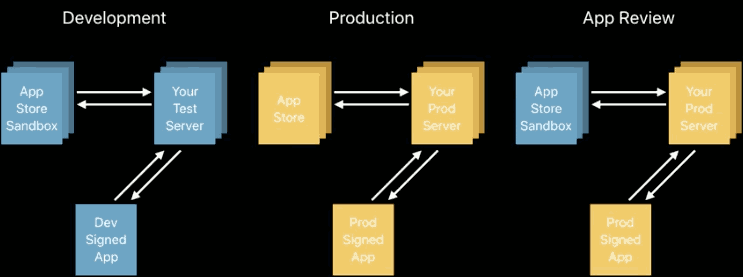 Development
Production
App Review
App
Store
Sandbox
Your
Test
Server
App
Store
Your
Prod
Server
App
Store
Sandbox
Your
Prod
Server
Dev
Signed
App
Prod
Signed
App
Prod
Signed
App